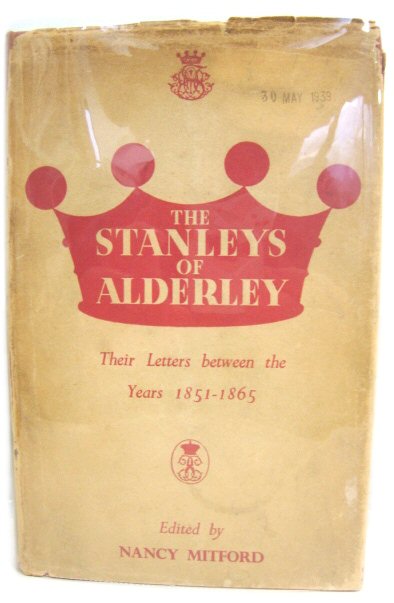 30 MAY 1939
THE
STANLEYS
OF
ALDERLEY
Their Letters between the
Years 1851-1865
Edited by
NANCY MITFORD